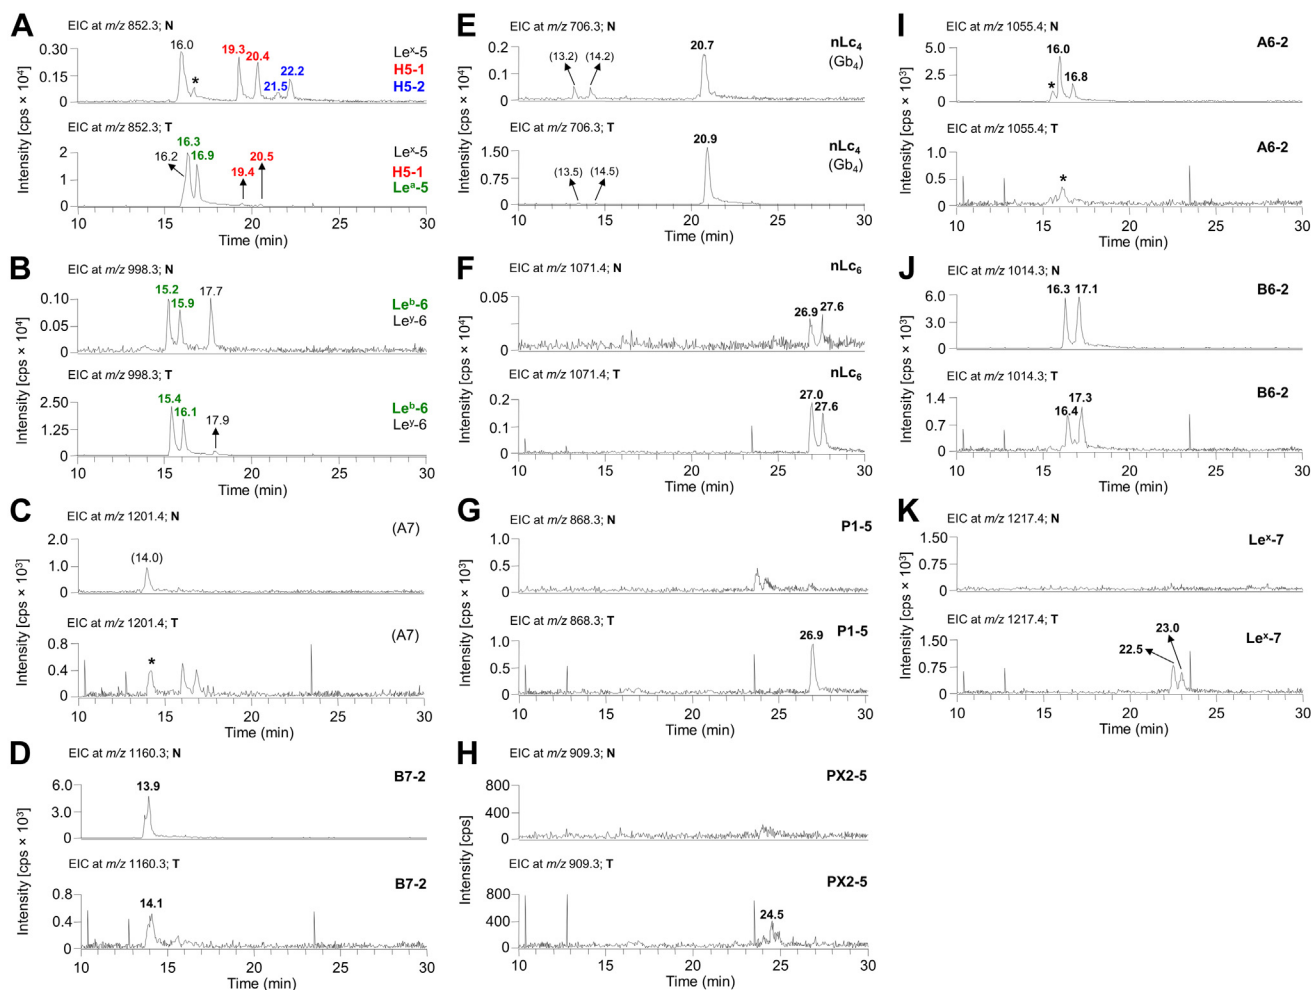 A
EIC at m/z 852.3; N
Intensity [cps × 10⁴]
0.30
0.15
0
16.0
*
19.3
20.4
21.5
22.2
Leˣ-5
H5-1
H5-2
EIC at m/z 852.3; T
2
1
0
16.2
16.3
16.9
19.4
20.5
Leˣ-5
H5-1
Leᵃ-5
10 15 20 25 30
Time (min)
B
EIC at m/z 998.3; N
Intensity [cps × 10⁴]
0.10
0.05
0
15.2
15.9
17.7
Leᵇ-6
Leʸ-6
EIC at m/z 998.3; T
2.50
1.25
0
15.4
16.1
17.9
Leᵇ-6
Leʸ-6
10 15 20 25 30
Time (min)
C
EIC at m/z 1201.4; N
Intensity [cps × 10³]
2.0
1.0
0
(14.0)
(A7)
EIC at m/z 1201.4; T
0.8
0.4
0
*
(A7)
10 15 20 25 30
Time (min)
D
EIC at m/z 1160.3; N
Intensity [cps × 10³]
6.0
3.0
0
13.9
B7-2
EIC at m/z 1160.3; T
0.8
0.4
0
14.1
B7-2
10 15 20 25 30
Time (min)
E
EIC at m/z 706.3; N
Intensity [cps × 10⁴]
0.2
0.1
0
(13.2)
(14.2)
20.7
nLc₄
(Gb₄)
EIC at m/z 706.3; T
1.50
0.75
0
(13.5)
(14.5)
20.9
nLc₄
(Gb₄)
10 15 20 25 30
Time (min)
F
EIC at m/z 1071.4; N
Intensity [cps × 10⁴]
0.05
0
26.9
27.6
nLc₆
EIC at m/z 1071.4; T
0.2
0.1
0
27.0
27.6
nLc₆
10 15 20 25 30
Time (min)
G
EIC at m/z 868.3; N
Intensity [cps × 10³]
1.0
0.5
0
P1-5
EIC at m/z 868.3; T
1.0
0.5
0
26.9
P1-5
10 15 20 25 30
Time (min)
H
EIC at m/z 909.3; N
Intensity [cps]
800
400
0
PX2-5
EIC at m/z 909.3; T
800
400
0
24.5
PX2-5
10 15 20 25 30
Time (min)
I
EIC at m/z 1055.4; N
Intensity [cps × 10³]
5.0
2.5
0
*
16.0
16.8
A6-2
EIC at m/z 1055.4; T
1.0
0.5
0
*
A6-2
10 15 20 25 30
Time (min)
J
EIC at m/z 1014.3; N
Intensity [cps × 10³]
6.0
3.0
0
16.3
17.1
B6-2
EIC at m/z 1014.3; T
1.4
0.7
0
16.4
17.3
B6-2
10 15 20 25 30
Time (min)
K
EIC at m/z 1217.4; N
Intensity [cps × 10³]
1.50
0.75
0
Leˣ-7
EIC at m/z 1217.4; T
1.50
0.75
0
22.5
23.0
Leˣ-7
10 15 20 25 30
Time (min)